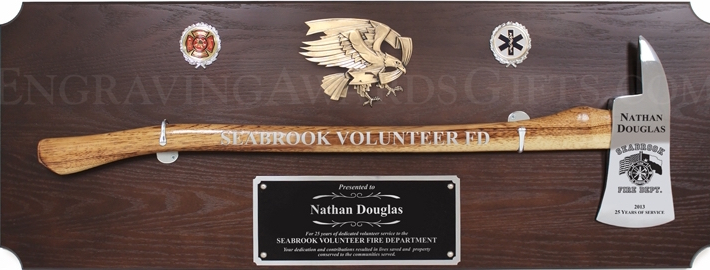 EngravingAwardsGifts.com
SEABROOK VOLUNTEER FD
NATHAN
DOUGLAS
SEABROOK
FIRE DEPT.
2013
25 YEARS OF SERVICE
Presented to
Nathan Douglas
For 25 years of dedicated volunteer service to the
SEABROOK VOLUNTEER FIRE DEPARTMENT
Your dedication and contributions resulted in lives saved and property
conserved to the communities served.